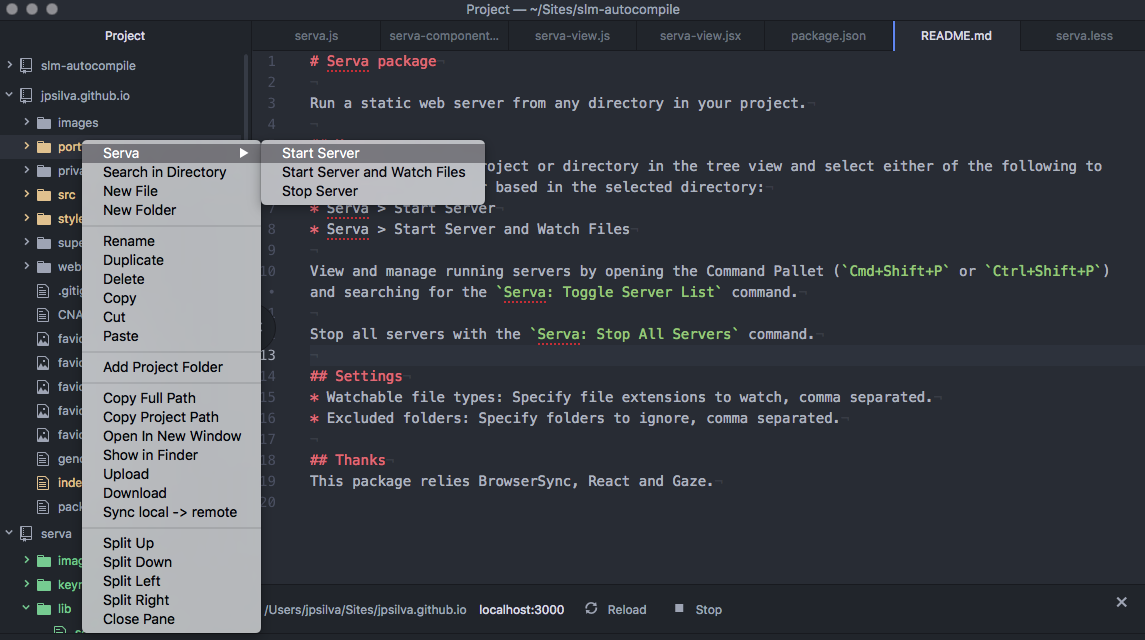 Project — ~/Sites/slm-autocompile
Project
serva.js
serva-component...
serva-view.js
serva-view.jsx
package.json
README.md
serva.less
slm-autocompile
jpsilva.github.io
images
port
priva
src
style
supe
web
.gitig
CNA
favic
favic
favic
favic
favic
gend
inde
pack
serva
imag
keym
lib
Serva
Search in Directory
New File
New Folder
Rename
Duplicate
Delete
Copy
Cut
Paste
Add Project Folder
Copy Full Path
Copy Project Path
Open In New Window
Show in Finder
Upload
Download
Sync local -> remote
Split Up
Split Down
Split Left
Split Right
Close Pane
Start Server
Start Server and Watch Files
Stop Server
1 # Serva package
2
3 Run a static web server from any directory in your project.
4
roject or directory in the tree view and select either of the following to
r based in the selected directory:
7 * Serva > Start Server
8 * Serva > Start Server and Watch Files
9
10 View and manage running servers by opening the Command Pallet (`Cmd+Shift+P` or `Ctrl+Shift+P`)
• and searching for the `Serva: Toggle Server List` command.
Stop all servers with the `Serva: Stop All Servers` command.
13
14 ## Settings
15 * Watchable file types: Specify file extensions to watch, comma separated.
16 * Excluded folders: Specify folders to ignore, comma separated.
17
18 ## Thanks
19 This package relies BrowserSync, React and Gaze.
20
/Users/jpsilva/Sites/jpsilva.github.io localhost:3000 Reload Stop